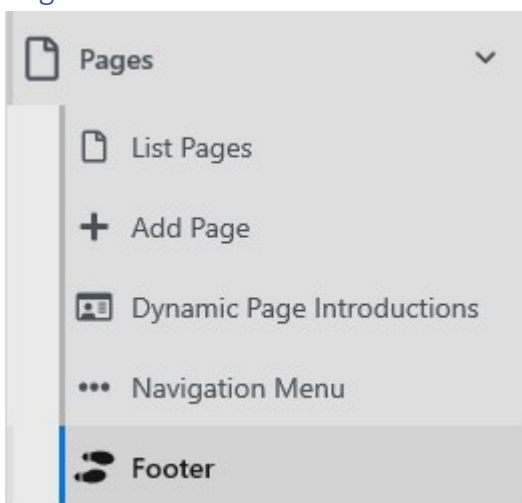 Pages
List Pages
Add Page
Dynamic Page Introductions
Navigation Menu
Footer